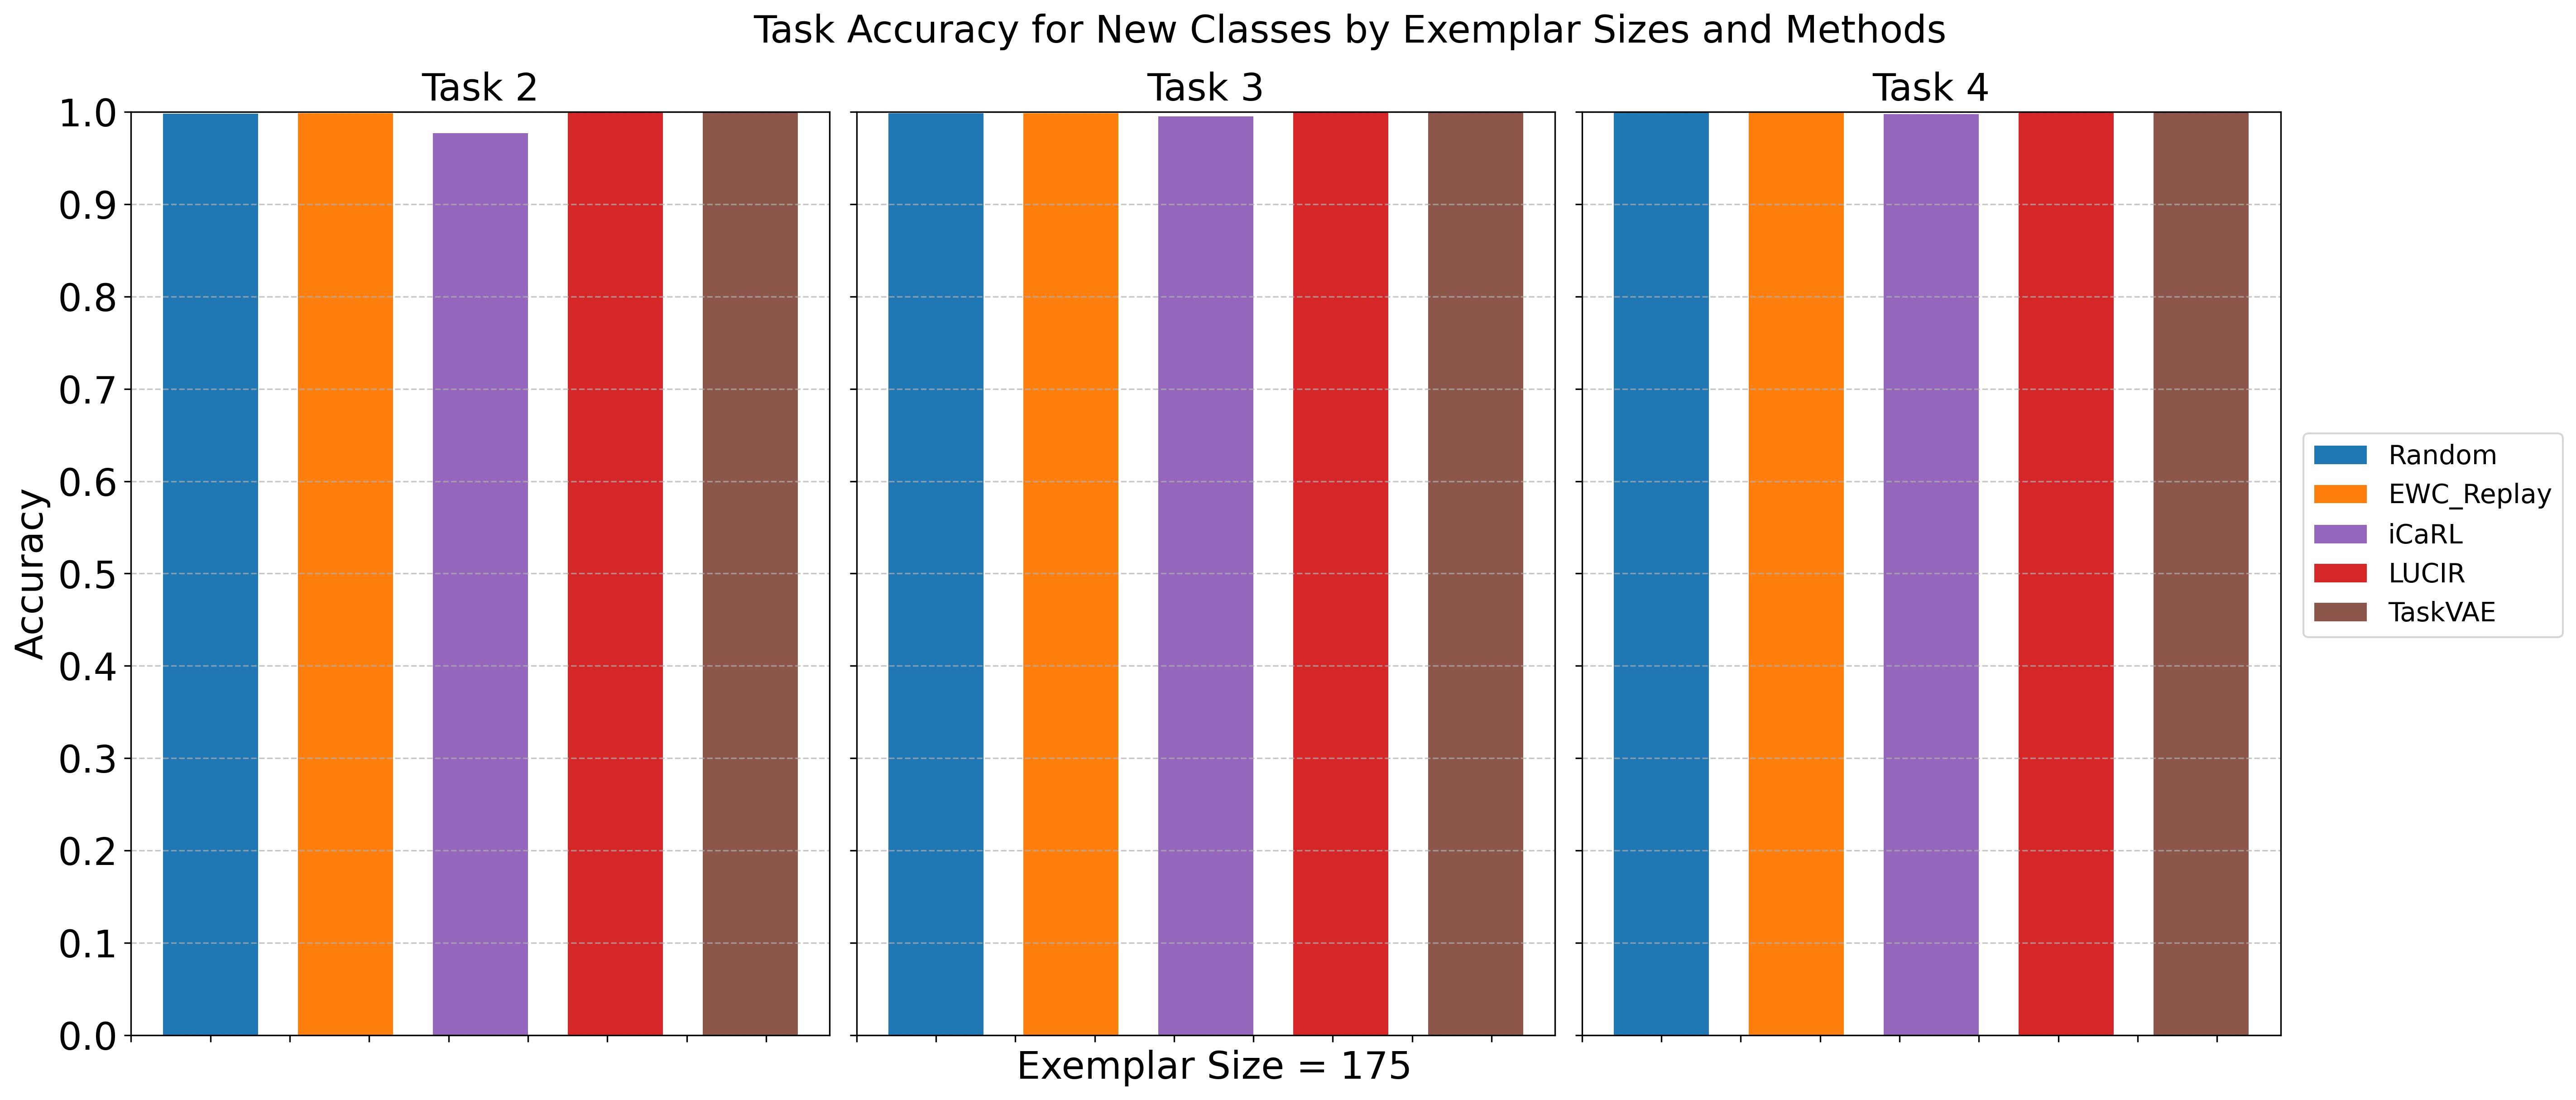 Task Accuracy for New Classes by Exemplar Sizes and Methods
Task 2
Task 3
Task 4
Accuracy
1.0
0.9
0.8
0.7
0.6
0.5
0.4
0.3
0.2
0.1
0.0
Exemplar Size = 175
Random
EWC_Replay
iCaRL
LUCIR
TaskVAE